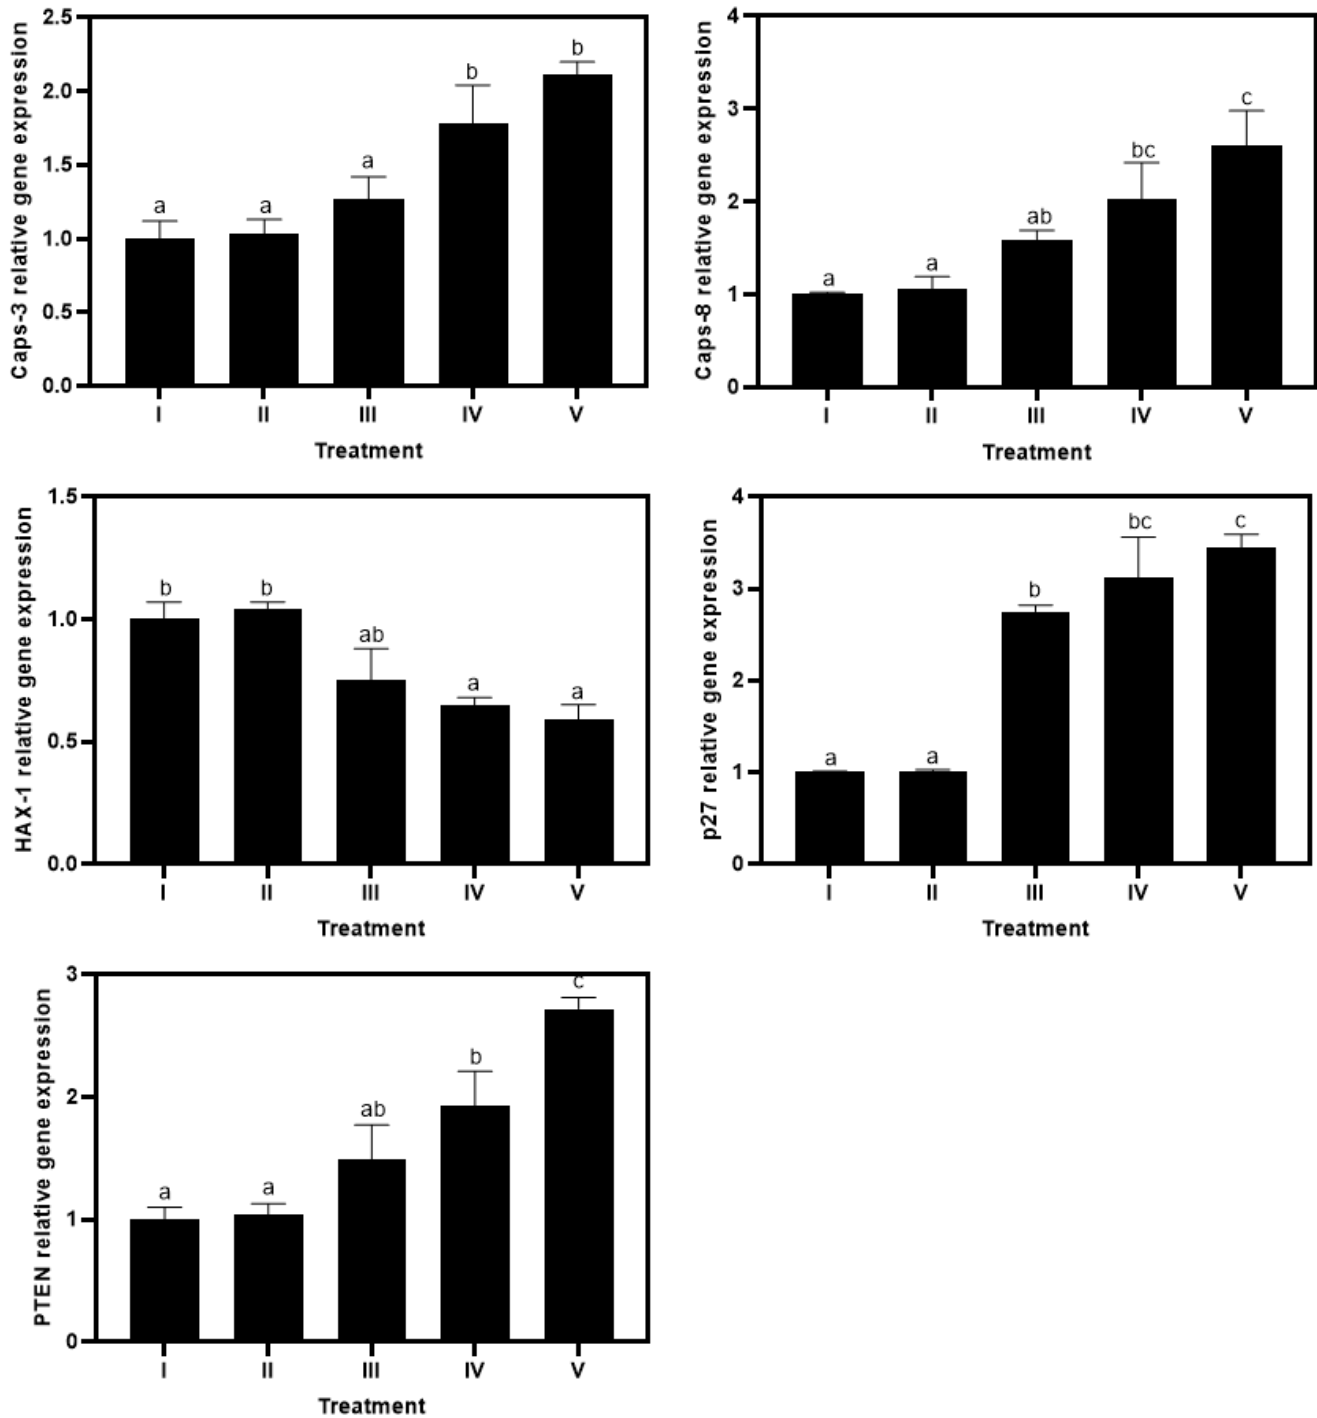 Caps-3 relative gene expression
2.5
2.0
1.5
1.0
0.5
0.0
a
a
a
b
b
I
II
III
IV
V
Treatment
Caps-8 relative gene expression
4
3
2
1
0
a
a
ab
bc
c
I
II
III
IV
V
Treatment
HAX-1 relative gene expression
1.5
1.0
0.5
0.0
b
b
ab
a
a
I
II
III
IV
V
Treatment
p27 relative gene expression
4
3
2
1
0
a
a
b
bc
c
I
II
III
IV
V
Treatment
PTEN relative gene expression
3
2
1
0
a
a
ab
b
c
I
II
III
IV
V
Treatment